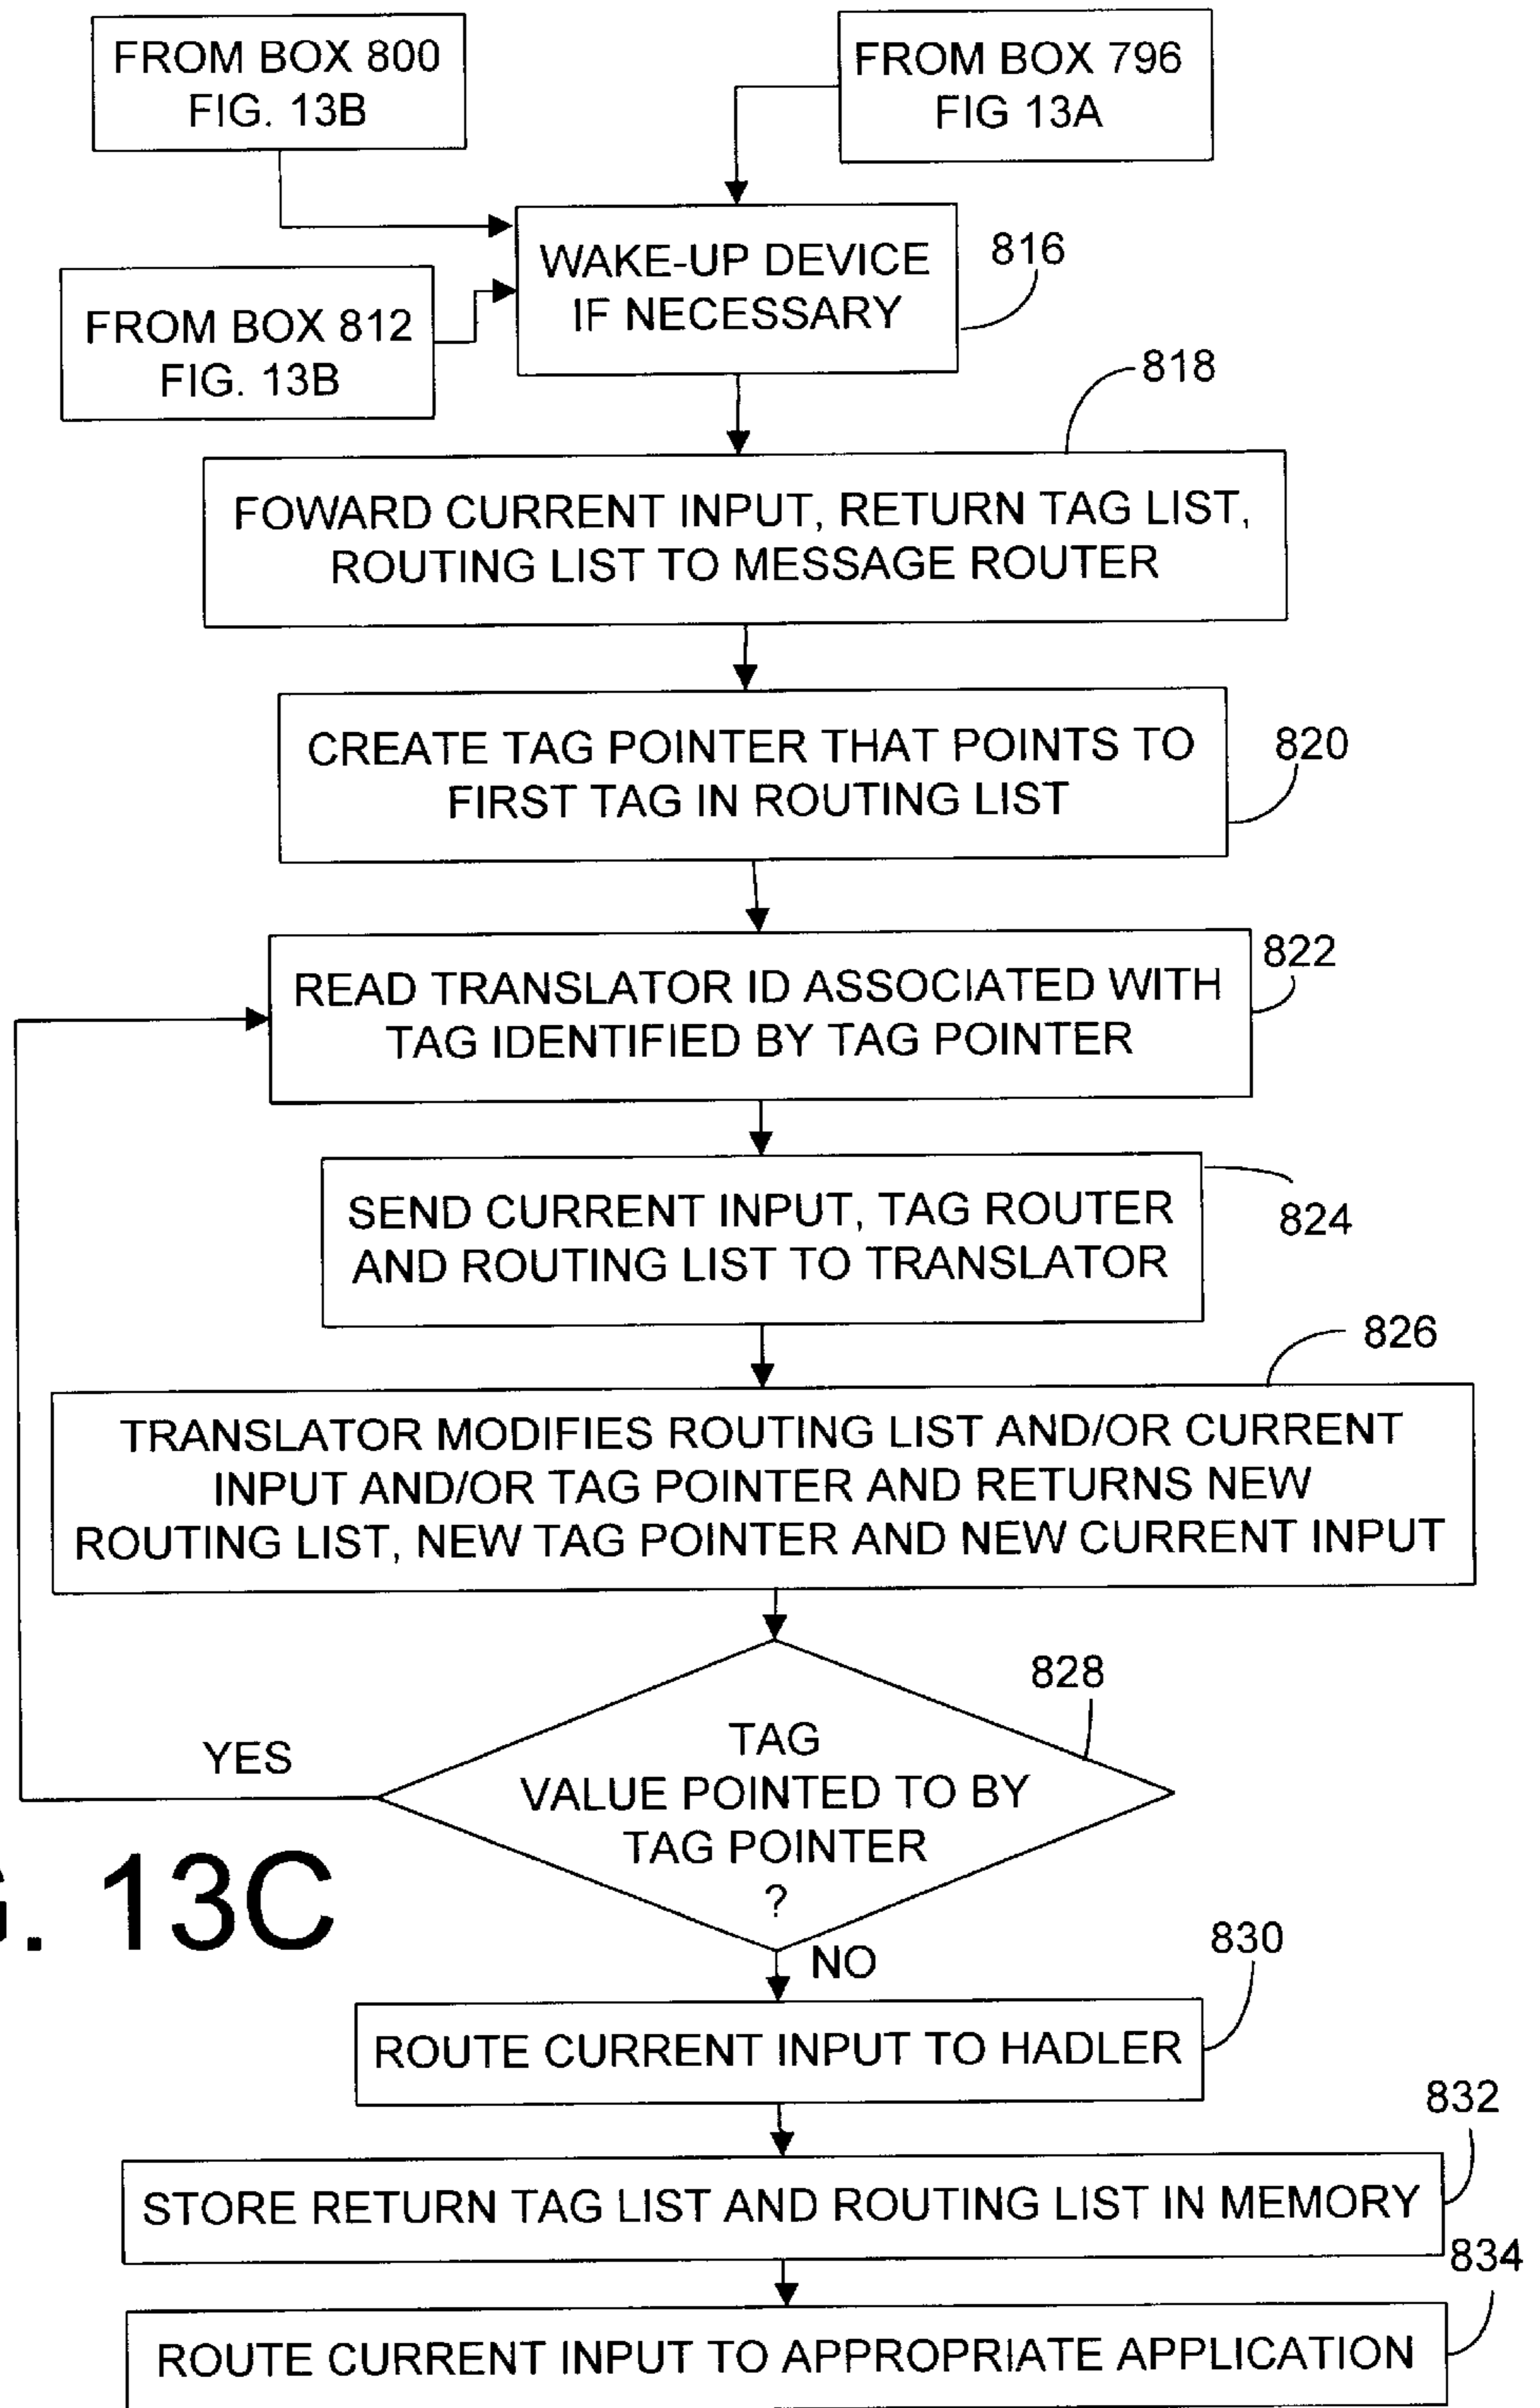 FROM BOX 800
FIG. 13B
FROM BOX 796
FIG 13A
WAKE-UP DEVICE
IF NECESSARY
816
FROM BOX 812
FIG. 13B
818
FOWARD CURRENT INPUT, RETURN TAG LIST,
ROUTING LIST TO MESSAGE ROUTER
CREATE TAG POINTER THAT POINTS TO
FIRST TAG IN ROUTING LIST
820
READ TRANSLATOR ID ASSOCIATED WITH
TAG IDENTIFIED BY TAG POINTER
822
SEND CURRENT INPUT, TAG ROUTER
AND ROUTING LIST TO TRANSLATOR
824
826
TRANSLATOR MODIFIES ROUTING LIST AND/OR CURRENT
INPUT AND/OR TAG POINTER AND RETURNS NEW
ROUTING LIST, NEW TAG POINTER AND NEW CURRENT INPUT
828
YES
TAG
VALUE POINTED TO BY
TAG POINTER
?
G. 13C
NO
830
ROUTE CURRENT INPUT TO HADLER
832
STORE RETURN TAG LIST AND ROUTING LIST IN MEMORY
834
ROUTE CURRENT INPUT TO APPROPRIATE APPLICATION